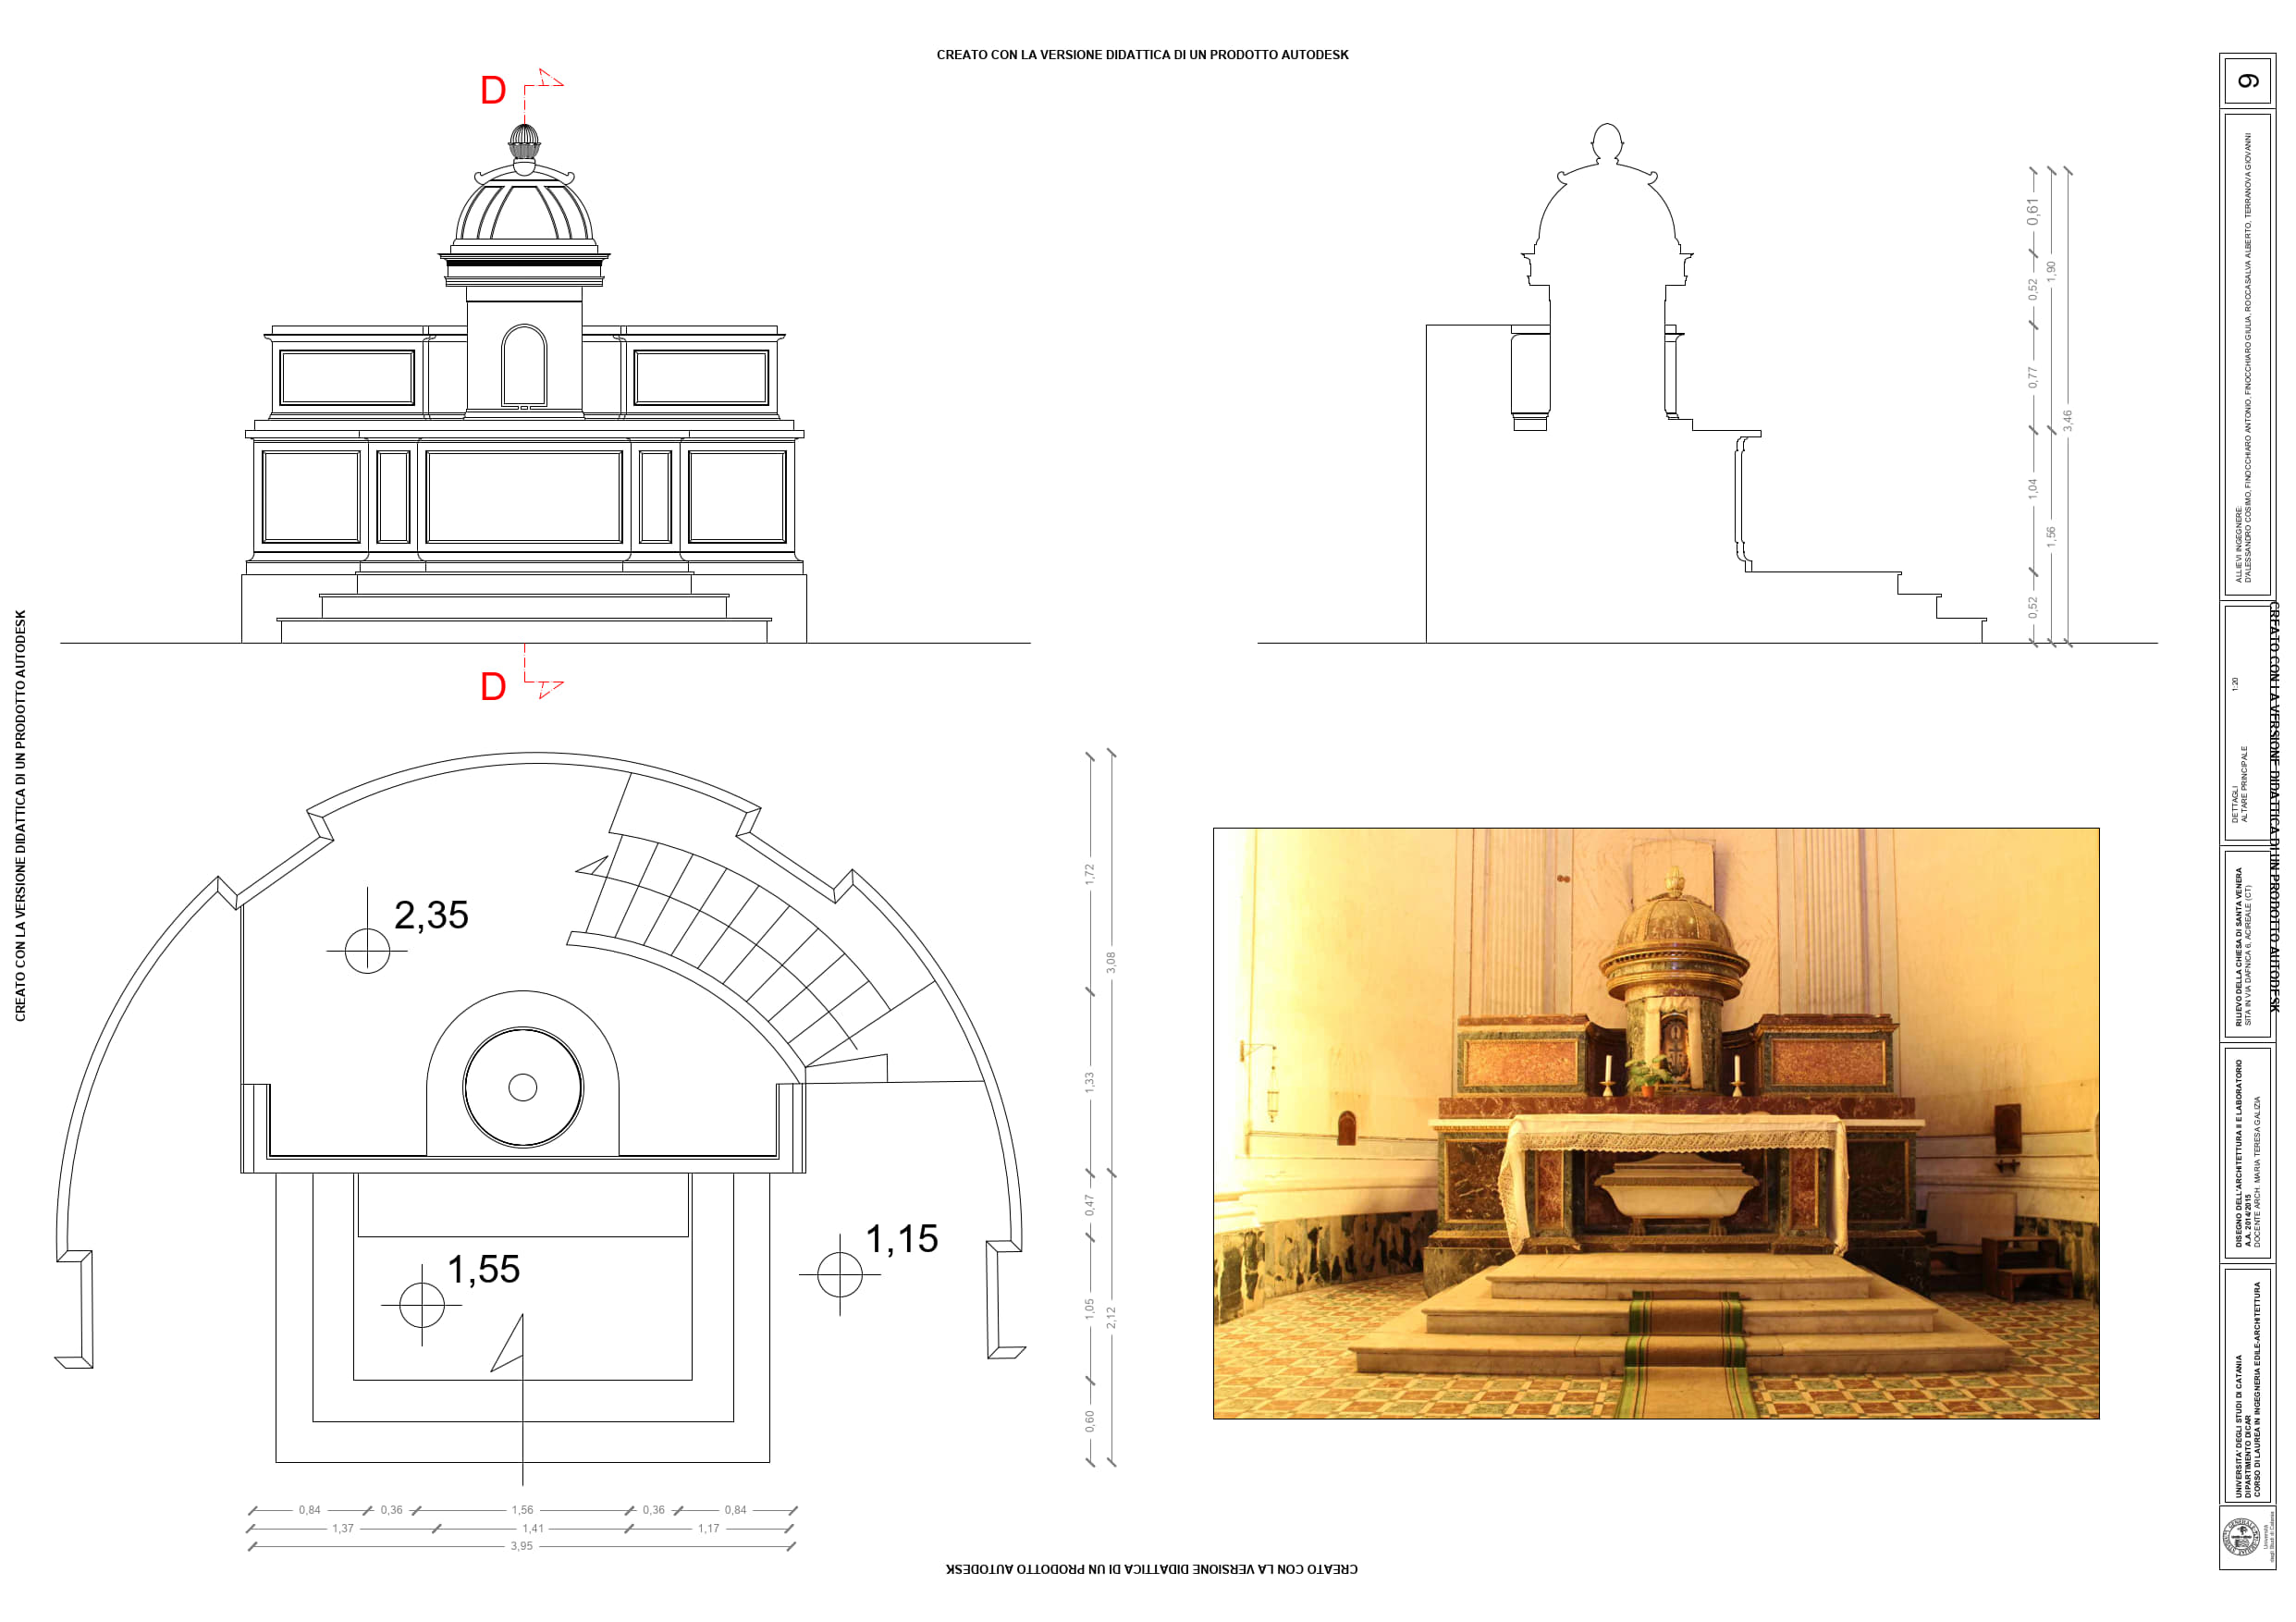 CREATO CON LA VERSIONE DIDATTICA DI UN PRODOTTO AUTODESK
D
D
0,61
0,52
0,77
1,04
0,52
1,90
1,56
3,46
2,35
1,55
1,15
1,72
1,33
0,47
1,05
0,60
3,08
2,12
0,84 0,36 1,56 0,36 0,84
1,37 1,41 1,17
3,95
CREATO CON LA VERSIONE DIDATTICA DI UN PRODOTTO AUTODESK
CREATO CON LA VERSIONE DIDATTICA DI UN PRODOTTO AUTODESK
CREATO CON LA VERSIONE DIDATTICA DI UN PRODOTTO AUTODESK
9
ALLIEVI INGEGNERE:
D'ALESSANDRO COSIMO, FINOCCHIARO ANTONIO, FINOCCHIARO GIULIA, ROCCASALVA ALBERTO, TERRANOVA GIOVANNI
DETTAGLI 1:20
ALTARE PRINCIPALE
RILIEVO DELLA CHIESA DI SANTA VENERA
SITA IN VIA DAFNICA 6, ACIREALE (CT)
DISEGNO DELL'ARCHITETTURA II E LABORATORIO
A.A. 2014/2015
DOCENTE ARCH. MARIA TERESA GALIZIA
UNIVERSITA' DEGLI STUDI DI CATANIA
DIPARTIMENTO DICAR
CORSO DI LAUREA IN INGEGNERIA EDILE-ARCHITETTURA
Università
degli Studi di Catania